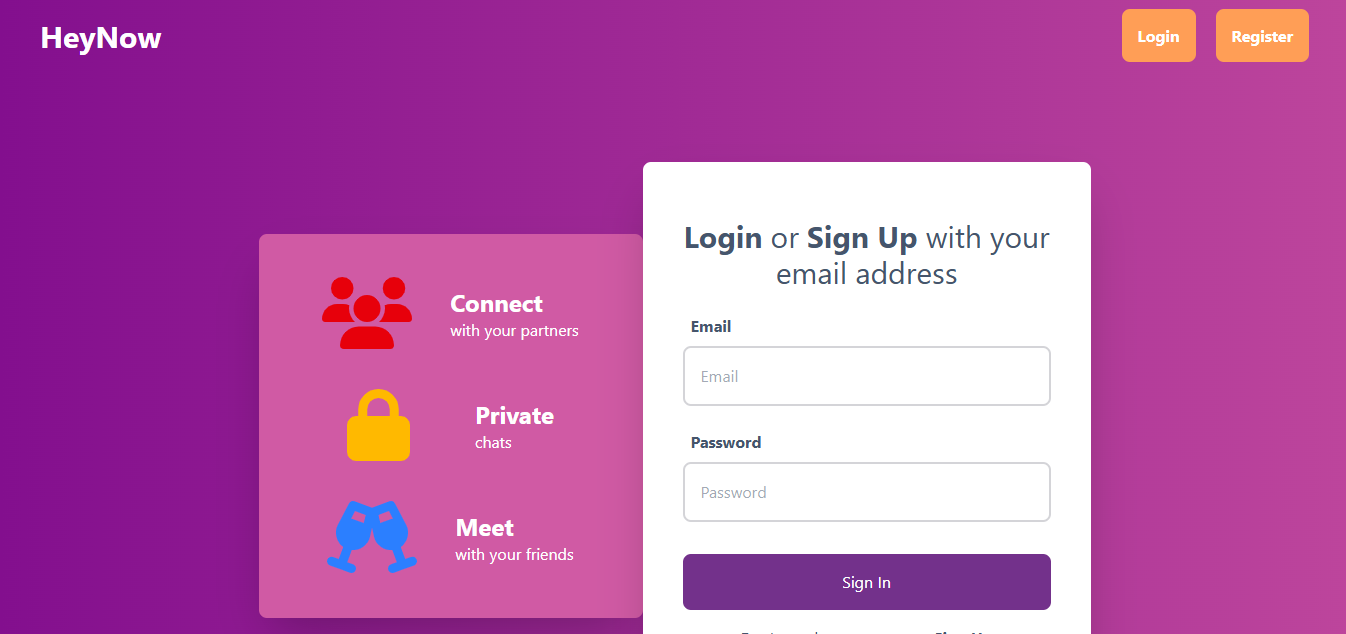 HeyNow
Login
Register
Connect
with your partners
Private
chats
Meet
with your friends
Login or Sign Up with your
email address
Email
Email
Password
Password
Sign In